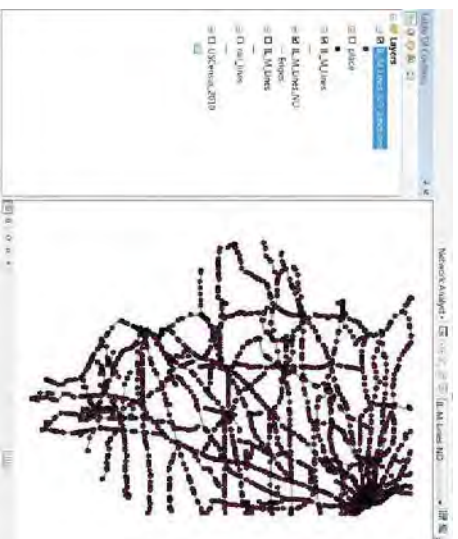 Table Of Contents
Layers
place
IL_M_Lines
IL_M_Lines_ND
Edges
IL_M_Lines
rail_lines
USCensus_2010
Network Analyst
IL_M_Lines_ND